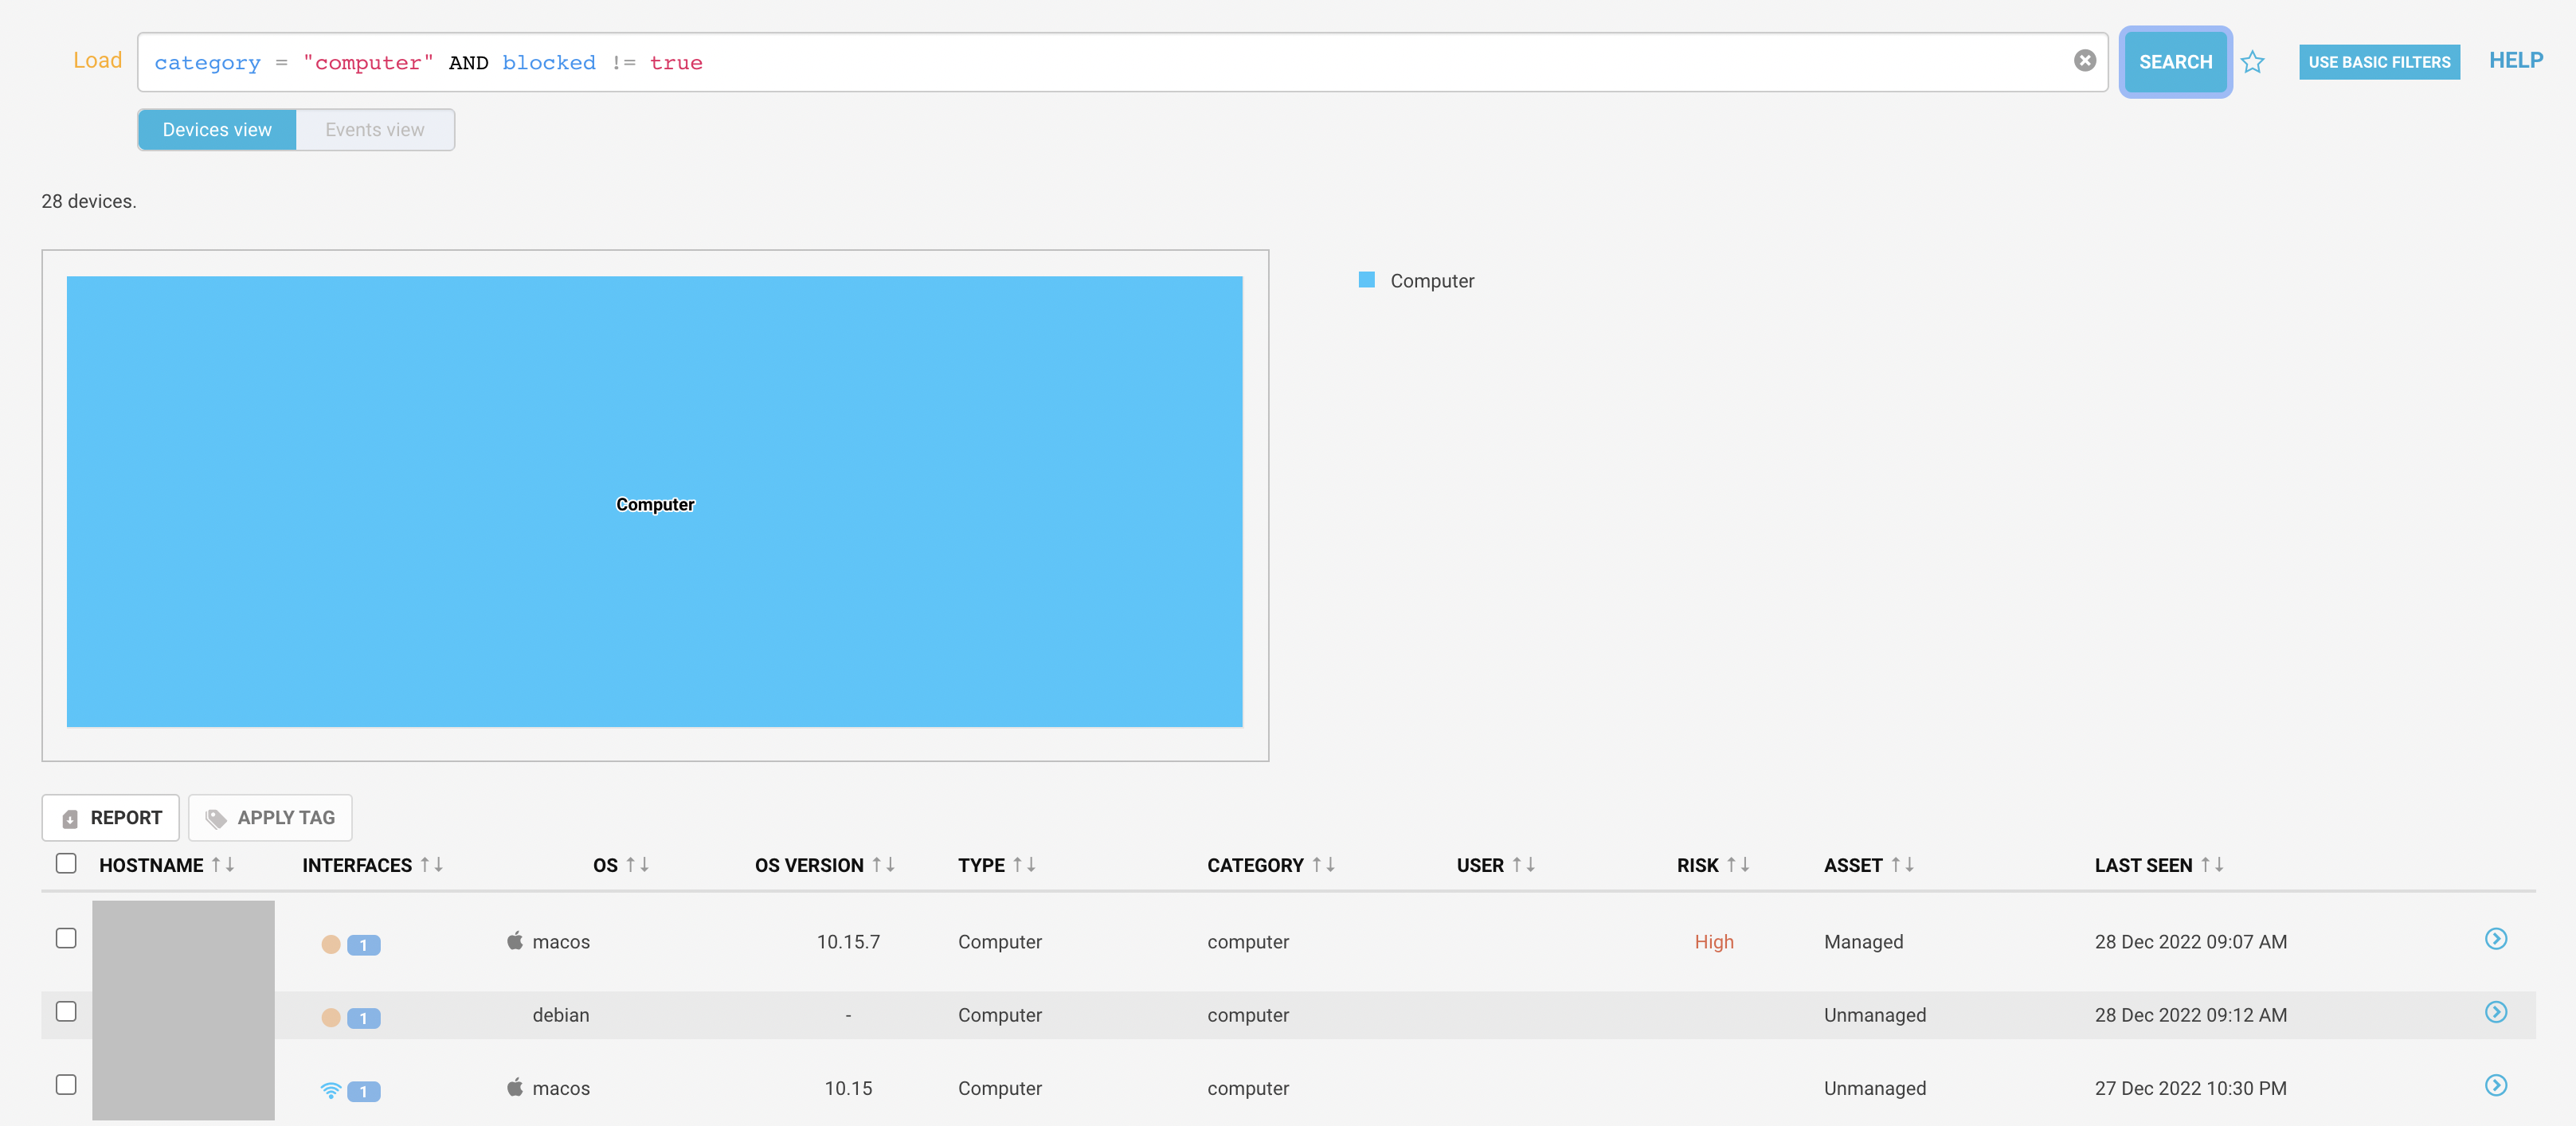 Load category = "computer" AND blocked != true SEARCH USE BASIC FILTERS HELP
Devices view Events view
28 devices.
Computer
Computer
REPORT APPLY TAG
HOSTNAME ↑↓ INTERFACES ↑↓ OS ↑↓ OS VERSION ↑↓ TYPE ↑↓ CATEGORY ↑↓ USER ↑↓ RISK ↑↓ ASSET ↑↓ LAST SEEN ↑↓
1 macos 10.15.7 Computer computer High Managed 28 Dec 2022 09:07 AM
1 debian - Computer computer Unmanaged 28 Dec 2022 09:12 AM
1 macos 10.15 Computer computer Unmanaged 27 Dec 2022 10:30 PM